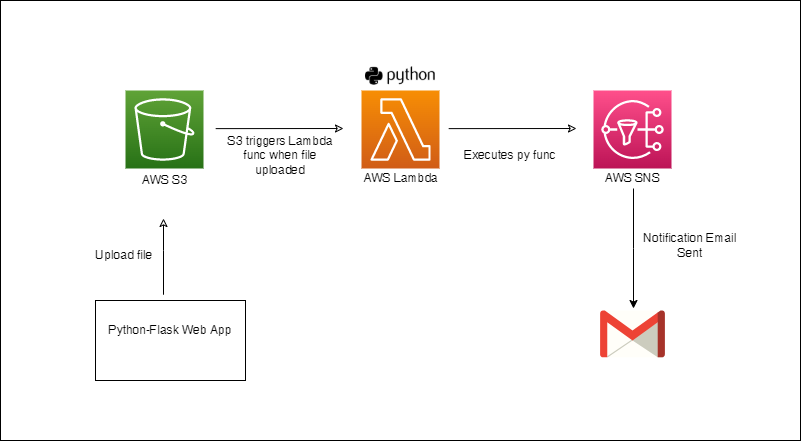 python
S3 triggers Lambda
func when file
uploaded
Executes py func
AWS S3
AWS Lambda
AWS SNS
Upload file
Notification Email
Sent
Python-Flask Web App